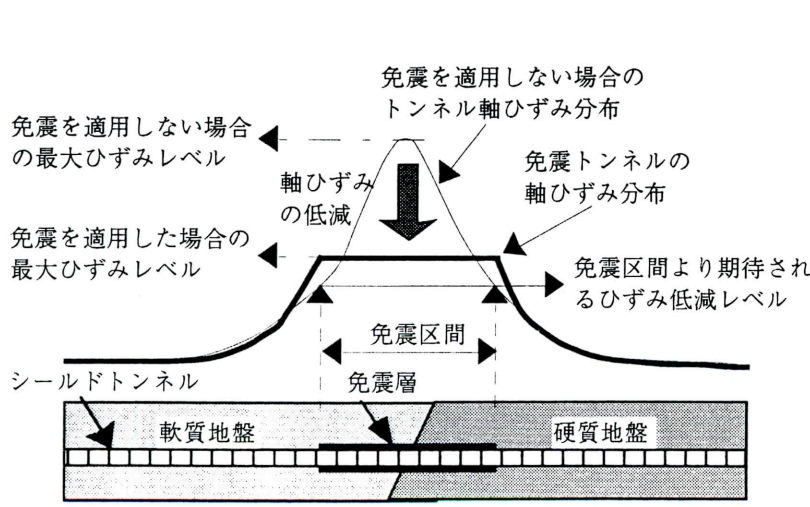 免震を適用しない場合の
トンネル軸ひずみ分布
免震を適用しない場合
の最大ひずみレベル
軸ひずみ
の低減
免震トンネルの
軸ひずみ分布
免震を適用した場合の
最大ひずみレベル
免震区間より期待され
るひずみ低減レベル
免震区間
シールドトンネル
免震層
軟質地盤
硬質地盤